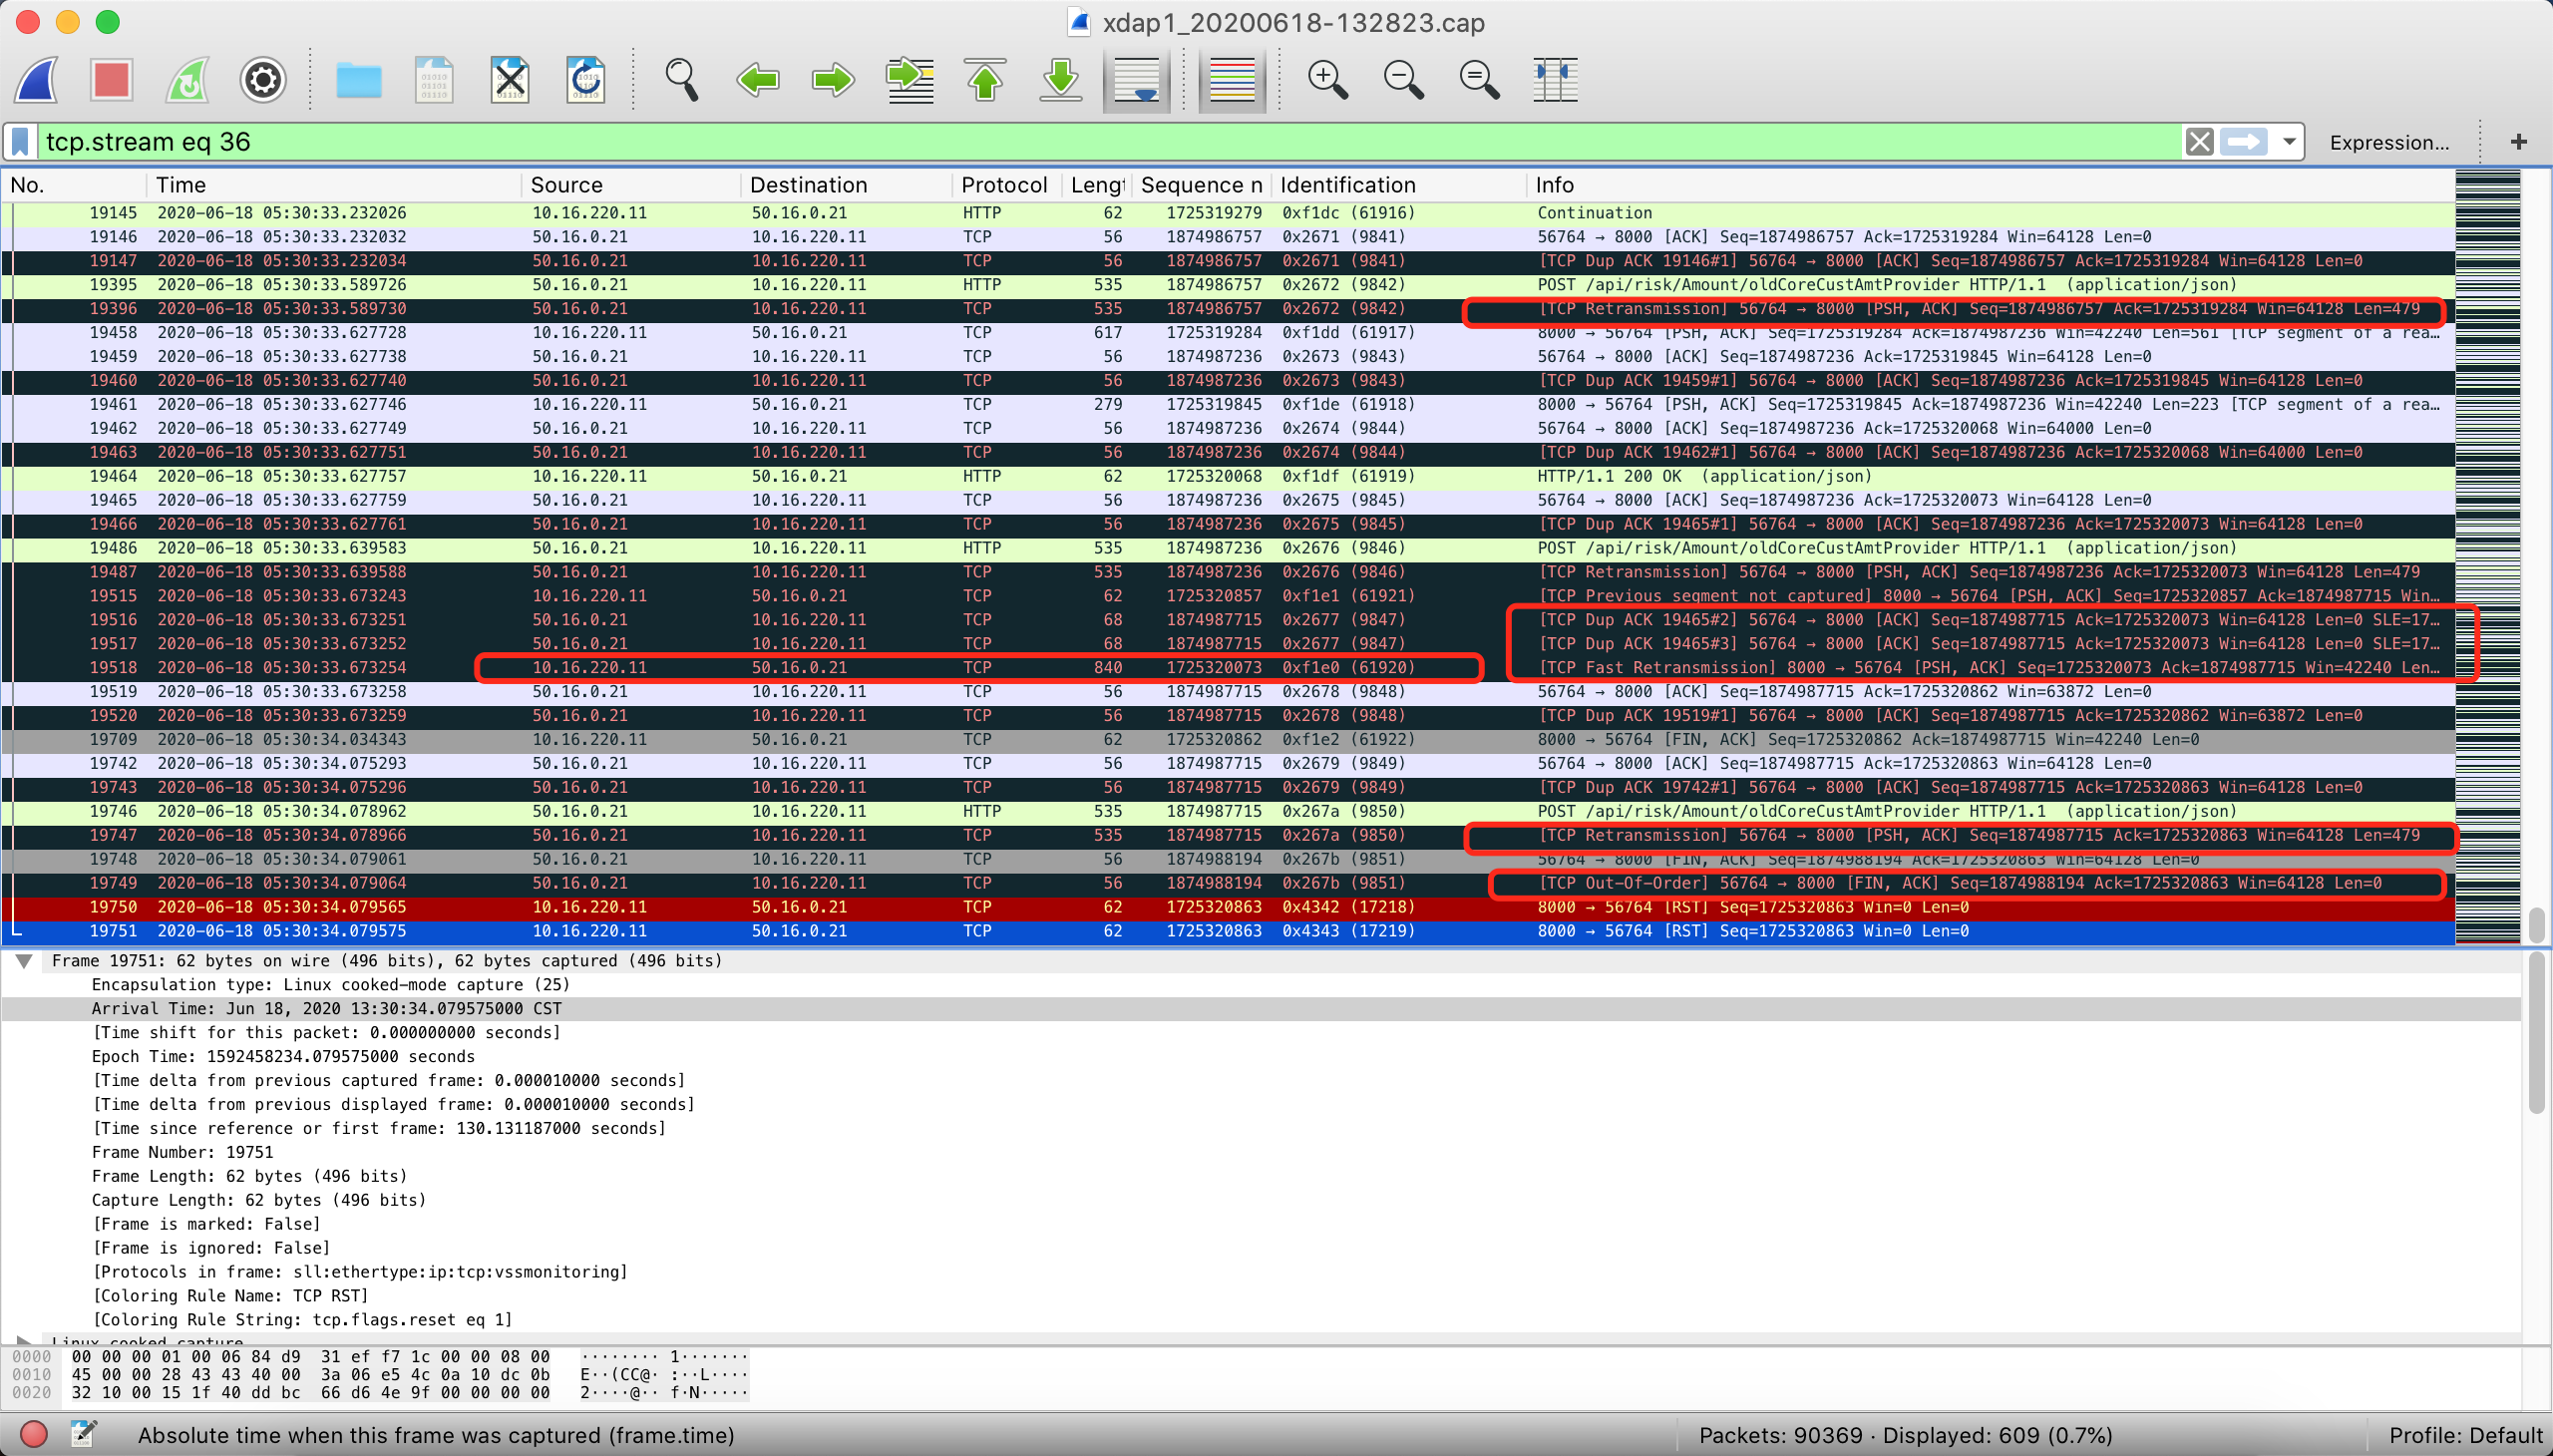 xdap1_20200618-132823.cap
tcp.stream eq 36
Expression...
+
No. Time Source Destination Protocol Lengt Sequence n Identification Info
19145 2020-06-18 05:30:33.232026 10.16.220.11 50.16.0.21 HTTP 62 1725319279 0xf1dc (61916) Continuation
19146 2020-06-18 05:30:33.232032 50.16.0.21 10.16.220.11 TCP 56 1874986757 0x2671 (9841) 56764 → 8000 [ACK] Seq=1874986757 Ack=1725319284 Win=64128 Len=0
19147 2020-06-18 05:30:33.232034 50.16.0.21 10.16.220.11 TCP 56 1874986757 0x2671 (9841) [TCP Dup ACK 19146#1] 56764 → 8000 [ACK] Seq=1874986757 Ack=1725319284 Win=64128 Len=0
19395 2020-06-18 05:30:33.589726 50.16.0.21 10.16.220.11 HTTP 535 1874986757 0x2672 (9842) POST /api/risk/Amount/oldCoreCustAmtProvider HTTP/1.1 (application/json)
19396 2020-06-18 05:30:33.589730 50.16.0.21 10.16.220.11 TCP 535 1874986757 0x2672 (9842) [TCP Retransmission] 56764 → 8000 [PSH, ACK] Seq=1874986757 Ack=1725319284 Win=64128 Len=479
19458 2020-06-18 05:30:33.627728 10.16.220.11 50.16.0.21 TCP 617 1725319284 0xf1dd (61917) 8000 → 56764 [PSH, ACK] Seq=1725319284 Ack=1874987236 Win=42240 Len=561 [TCP segment of a rea…
19459 2020-06-18 05:30:33.627738 50.16.0.21 10.16.220.11 TCP 56 1874987236 0x2673 (9843) 56764 → 8000 [ACK] Seq=1874987236 Ack=1725319845 Win=64128 Len=0
19460 2020-06-18 05:30:33.627740 50.16.0.21 10.16.220.11 TCP 56 1874987236 0x2673 (9843) [TCP Dup ACK 19459#1] 56764 → 8000 [ACK] Seq=1874987236 Ack=1725319845 Win=64128 Len=0
19461 2020-06-18 05:30:33.627746 10.16.220.11 50.16.0.21 TCP 279 1725319845 0xf1de (61918) 8000 → 56764 [PSH, ACK] Seq=1725319845 Ack=1874987236 Win=42240 Len=223 [TCP segment of a rea…
19462 2020-06-18 05:30:33.627749 50.16.0.21 10.16.220.11 TCP 56 1874987236 0x2674 (9844) 56764 → 8000 [ACK] Seq=1874987236 Ack=1725320068 Win=64000 Len=0
19463 2020-06-18 05:30:33.627751 50.16.0.21 10.16.220.11 TCP 56 1874987236 0x2674 (9844) [TCP Dup ACK 19462#1] 56764 → 8000 [ACK] Seq=1874987236 Ack=1725320068 Win=64000 Len=0
19464 2020-06-18 05:30:33.627757 10.16.220.11 50.16.0.21 HTTP 62 1725320068 0xf1df (61919) HTTP/1.1 200 OK (application/json)
19465 2020-06-18 05:30:33.627759 50.16.0.21 10.16.220.11 TCP 56 1874987236 0x2675 (9845) 56764 → 8000 [ACK] Seq=1874987236 Ack=1725320073 Win=64128 Len=0
19466 2020-06-18 05:30:33.627761 50.16.0.21 10.16.220.11 TCP 56 1874987236 0x2675 (9845) [TCP Dup ACK 19465#1] 56764 → 8000 [ACK] Seq=1874987236 Ack=1725320073 Win=64128 Len=0
19486 2020-06-18 05:30:33.639583 50.16.0.21 10.16.220.11 HTTP 535 1874987236 0x2676 (9846) POST /api/risk/Amount/oldCoreCustAmtProvider HTTP/1.1 (application/json)
19487 2020-06-18 05:30:33.639588 50.16.0.21 10.16.220.11 TCP 535 1874987236 0x2676 (9846) [TCP Retransmission] 56764 → 8000 [PSH, ACK] Seq=1874987236 Ack=1725320073 Win=64128 Len=479
19515 2020-06-18 05:30:33.673243 10.16.220.11 50.16.0.21 TCP 62 1725320857 0xf1e1 (61921) [TCP Previous segment not captured] 8000 → 56764 [PSH, ACK] Seq=1725320857 Ack=1874987715 Win…
19516 2020-06-18 05:30:33.673251 50.16.0.21 10.16.220.11 TCP 68 1874987715 0x2677 (9847) [TCP Dup ACK 19465#2] 56764 → 8000 [ACK] Seq=1874987715 Ack=1725320073 Win=64128 Len=0 SLE=17…
19517 2020-06-18 05:30:33.673252 50.16.0.21 10.16.220.11 TCP 68 1874987715 0x2677 (9847) [TCP Dup ACK 19465#3] 56764 → 8000 [ACK] Seq=1874987715 Ack=1725320073 Win=64128 Len=0 SLE=17…
19518 2020-06-18 05:30:33.673254 10.16.220.11 50.16.0.21 TCP 840 1725320073 0xf1e0 (61920) [TCP Fast Retransmission] 8000 → 56764 [PSH, ACK] Seq=1725320073 Ack=1874987715 Win=42240 Len…
19519 2020-06-18 05:30:33.673258 50.16.0.21 10.16.220.11 TCP 56 1874987715 0x2678 (9848) 56764 → 8000 [ACK] Seq=1874987715 Ack=1725320862 Win=63872 Len=0
19520 2020-06-18 05:30:33.673259 50.16.0.21 10.16.220.11 TCP 56 1874987715 0x2678 (9848) [TCP Dup ACK 19519#1] 56764 → 8000 [ACK] Seq=1874987715 Ack=1725320862 Win=63872 Len=0
19709 2020-06-18 05:30:34.034343 10.16.220.11 50.16.0.21 TCP 62 1725320862 0xf1e2 (61922) 8000 → 56764 [FIN, ACK] Seq=1725320862 Ack=1874987715 Win=42240 Len=0
19742 2020-06-18 05:30:34.075293 50.16.0.21 10.16.220.11 TCP 56 1874987715 0x2679 (9849) 56764 → 8000 [ACK] Seq=1874987715 Ack=1725320863 Win=64128 Len=0
19743 2020-06-18 05:30:34.075296 50.16.0.21 10.16.220.11 TCP 56 1874987715 0x2679 (9849) [TCP Dup ACK 19742#1] 56764 → 8000 [ACK] Seq=1874987715 Ack=1725320863 Win=64128 Len=0
19746 2020-06-18 05:30:34.078962 50.16.0.21 10.16.220.11 HTTP 535 1874987715 0x267a (9850) POST /api/risk/Amount/oldCoreCustAmtProvider HTTP/1.1 (application/json)
19747 2020-06-18 05:30:34.078966 50.16.0.21 10.16.220.11 TCP 535 1874987715 0x267a (9850) [TCP Retransmission] 56764 → 8000 [PSH, ACK] Seq=1874987715 Ack=1725320863 Win=64128 Len=479
19748 2020-06-18 05:30:34.079061 50.16.0.21 10.16.220.11 TCP 56 1874988194 0x267b (9851) 56764 → 8000 [FIN, ACK] Seq=1874988194 Ack=1725320863 Win=64128 Len=0
19749 2020-06-18 05:30:34.079064 50.16.0.21 10.16.220.11 TCP 56 1874988194 0x267b (9851) [TCP Out-Of-Order] 56764 → 8000 [FIN, ACK] Seq=1874988194 Ack=1725320863 Win=64128 Len=0
19750 2020-06-18 05:30:34.079565 10.16.220.11 50.16.0.21 TCP 62 1725320863 0x4342 (17218) 8000 → 56764 [RST] Seq=1725320863 Win=0 Len=0
19751 2020-06-18 05:30:34.079575 10.16.220.11 50.16.0.21 TCP 62 1725320863 0x4343 (17219) 8000 → 56764 [RST] Seq=1725320863 Win=0 Len=0
Frame 19751: 62 bytes on wire (496 bits), 62 bytes captured (496 bits)
Encapsulation type: Linux cooked-mode capture (25)
Arrival Time: Jun 18, 2020 13:30:34.079575000 CST
[Time shift for this packet: 0.000000000 seconds]
Epoch Time: 1592458234.079575000 seconds
[Time delta from previous captured frame: 0.000010000 seconds]
[Time delta from previous displayed frame: 0.000010000 seconds]
[Time since reference or first frame: 130.131187000 seconds]
Frame Number: 19751
Frame Length: 62 bytes (496 bits)
Capture Length: 62 bytes (496 bits)
[Frame is marked: False]
[Frame is ignored: False]
[Protocols in frame: sll:ethertype:ip:tcp:vssmonitoring]
[Coloring Rule Name: TCP RST]
[Coloring Rule String: tcp.flags.reset eq 1]
Linux cooked capture
0000 00 00 00 01 00 06 84 d9 31 ef f7 1c 00 00 08 00 ········ 1·······
0010 45 00 00 28 43 43 40 00 3a 06 e5 4c 0a 10 dc 0b E··(CC@· :··L····
0020 32 10 00 15 1f 40 dd bc 66 d6 4e 9f 00 00 00 00 2····@·· f·N·····
Absolute time when this frame was captured (frame.time)
Packets: 90369 · Displayed: 609 (0.7%)
Profile: Default